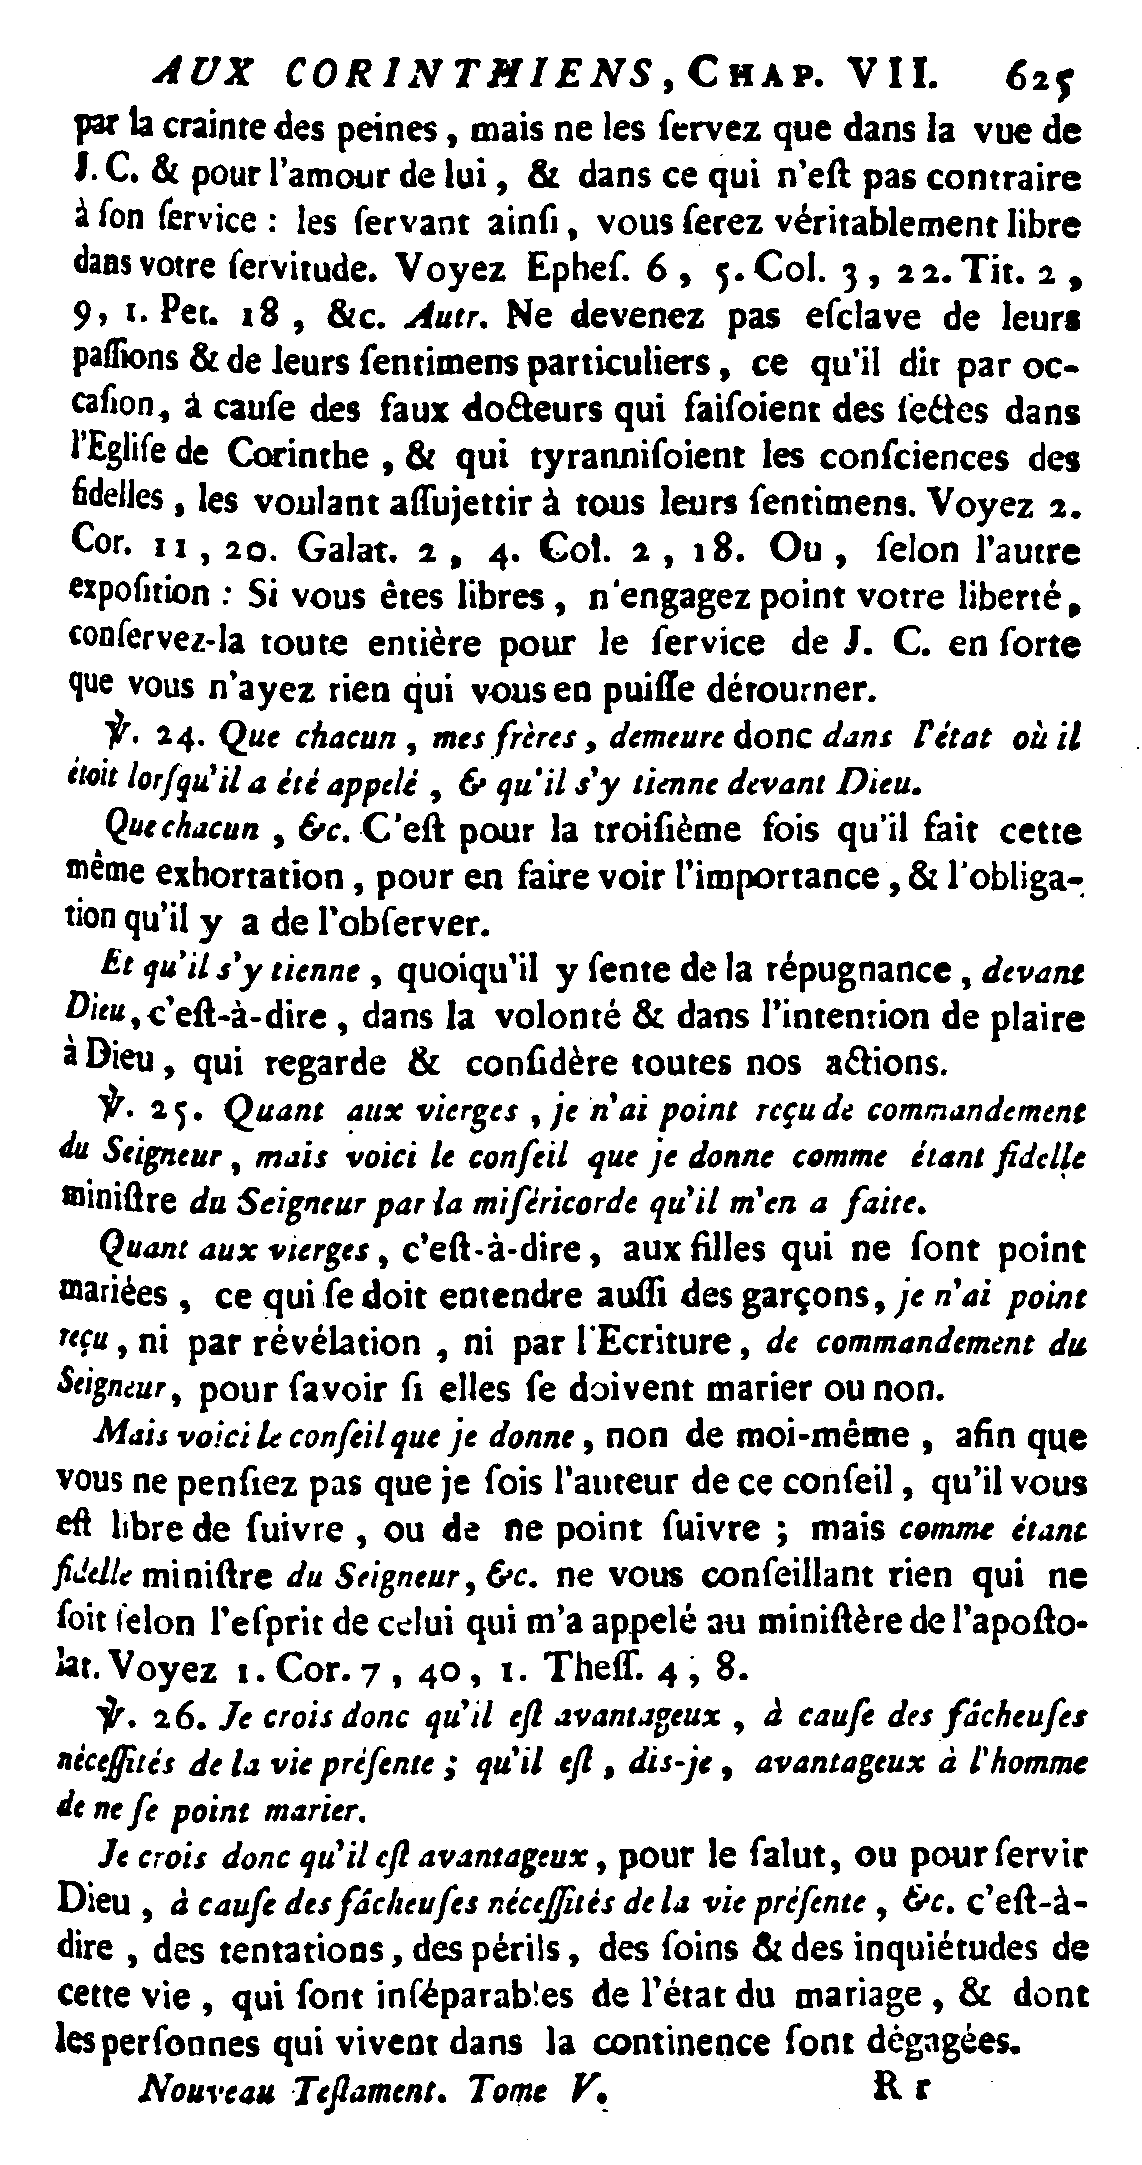 AUX CORINTHIENS, CHAP. VII. 625
par la crainte des peines, mais ne les ſervez que dans la vue de
J. C. & pour l'amour de lui, & dans ce qui n'eſt pas contraire
à ſon ſervice : les ſervant ainſi, vous ſerez véritablement libre
dans votre ſervitude. Voyez Epheſ. 6, 5. Col. 3, 22. Tit. 2,
9, 1. Pet. 18, &c. Autr. Ne devenez pas eſclave de leurs
paſſions & de leurs ſentimens particuliers, ce qu'il dit par oc-
caſion, à cauſe des faux docteurs qui faiſoient des ſectes dans
l'Egliſe de Corinthe, & qui tyranniſoient les conſciences des
fidelles, les voulant aſſujettir à tous leurs ſentimens. Voyez 2.
Cor. 11, 20. Galat. 2, 4. Col. 2, 18. Ou, ſelon l'autre
expoſition : Si vous êtes libres, n'engagez point votre liberté,
conſervez-la toute entière pour le ſervice de J. C. en ſorte
que vous n'ayez rien qui vous en puiſſe détourner.
℣. 24. Que chacun, mes frères, demeure donc dans l'état où il
étoit lorſqu'il a été appelé, & qu'il s'y tienne devant Dieu.
Que chacun, &c. C'eſt pour la troiſième fois qu'il fait cette
même exhortation, pour en faire voir l'importance, & l'obliga-
tion qu'il y a de l'obſerver.
Et qu'il s'y tienne, quoiqu'il y ſente de la répugnance, devant
Dieu, c'eſt-à-dire, dans la volonté & dans l'intention de plaire
à Dieu, qui regarde & conſidère toutes nos actions.
℣. 25. Quant aux vierges, je n'ai point reçu de commandement
du Seigneur, mais voici le conſeil que je donne comme étant fidelle
miniſtre du Seigneur par la miſéricorde qu'il m'en a faite.
Quant aux vierges, c'eſt-à-dire, aux filles qui ne ſont point
mariées, ce qui ſe doit entendre auſſi des garçons, je n'ai point
reçu, ni par révélation, ni par l'Ecriture, de commandement du
Seigneur, pour ſavoir ſi elles ſe doivent marier ou non.
Mais voici le conſeil que je donne, non de moi-même, afin que
vous ne penſiez pas que je ſois l'auteur de ce conſeil, qu'il vous
eſt libre de ſuivre, ou de ne point ſuivre ; mais comme étant
fidelle miniſtre du Seigneur, &c. ne vous conſeillant rien qui ne
ſoit ſelon l'eſprit de celui qui m'a appelé au miniſtère de l'apoſto-
lat. Voyez 1. Cor. 7, 40, 1. Theſſ. 4, 8.
℣. 26. Je crois donc qu'il eſt avantageux, à cauſe des fâcheuſes
néceſſités de la vie préſente ; qu'il eſt, dis-je, avantageux à l'homme
de ne ſe point marier.
Je crois donc qu'il eſt avantageux, pour le ſalut, ou pour ſervir
Dieu, à cauſe des fâcheuſes néceſſités de la vie préſente, &c. c'eſt-à-
dire, des tentations, des périls, des ſoins & des inquiétudes de
cette vie, qui ſont inſéparables de l'état du mariage, & dont
les perſonnes qui vivent dans la continence ſont dégagées.
Nouveau Teſtament. Tome V. R r